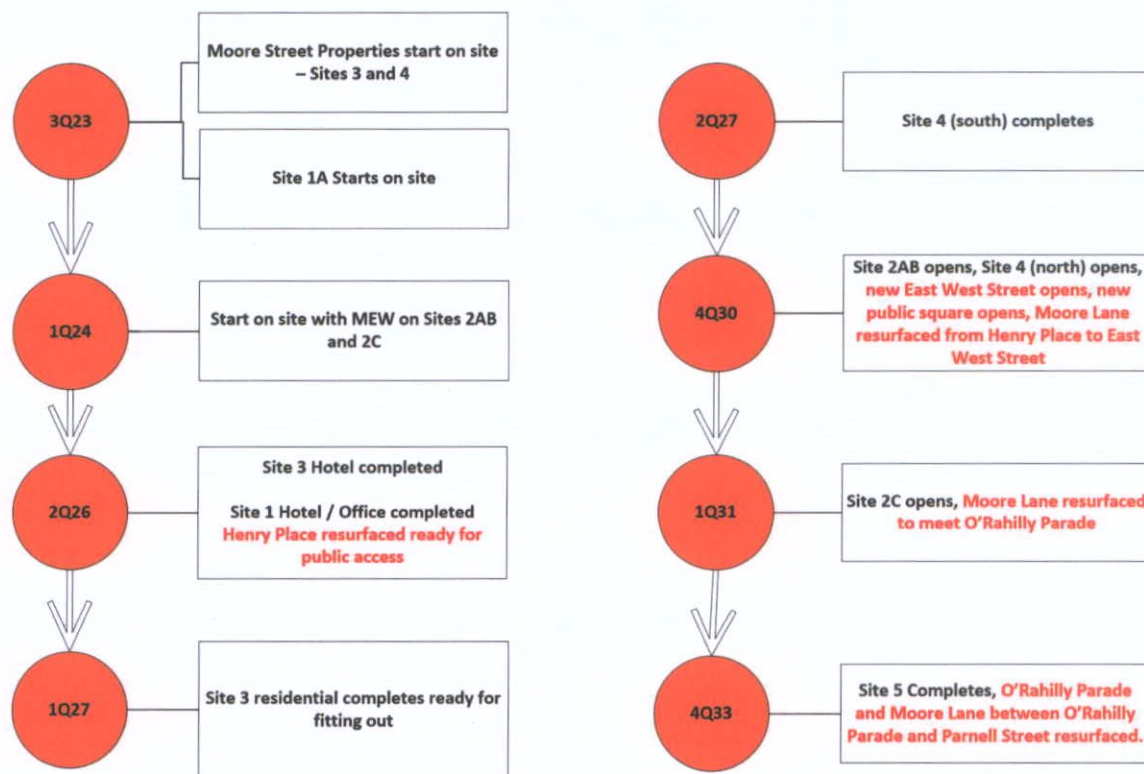 3Q23
Moore Street Properties start on site
– Sites 3 and 4
Site 1A Starts on site
1Q24
Start on site with MEW on Sites 2AB
and 2C
2Q26
Site 3 Hotel completed
Site 1 Hotel / Office completed
Henry Place resurfaced ready for
public access
1Q27
Site 3 residential completes ready for
fitting out
2Q27
Site 4 (south) completes
4Q30
Site 2AB opens, Site 4 (north) opens,
new East West Street opens, new
public square opens, Moore Lane
resurfaced from Henry Place to East
West Street
1Q31
Site 2C opens, Moore Lane resurfaced
to meet O'Rahilly Parade
4Q33
Site 5 Completes, O'Rahilly Parade
and Moore Lane between O'Rahilly
Parade and Parnell Street resurfaced.